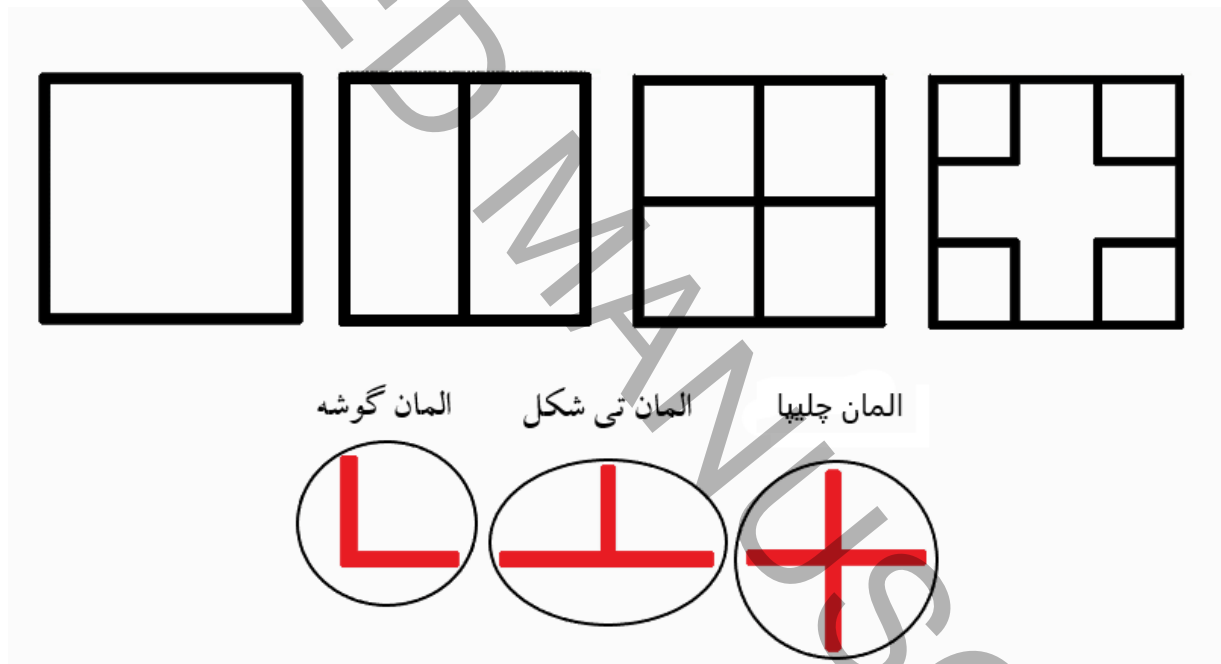 المان چلیپا
المان تی شکل
المان گوشه